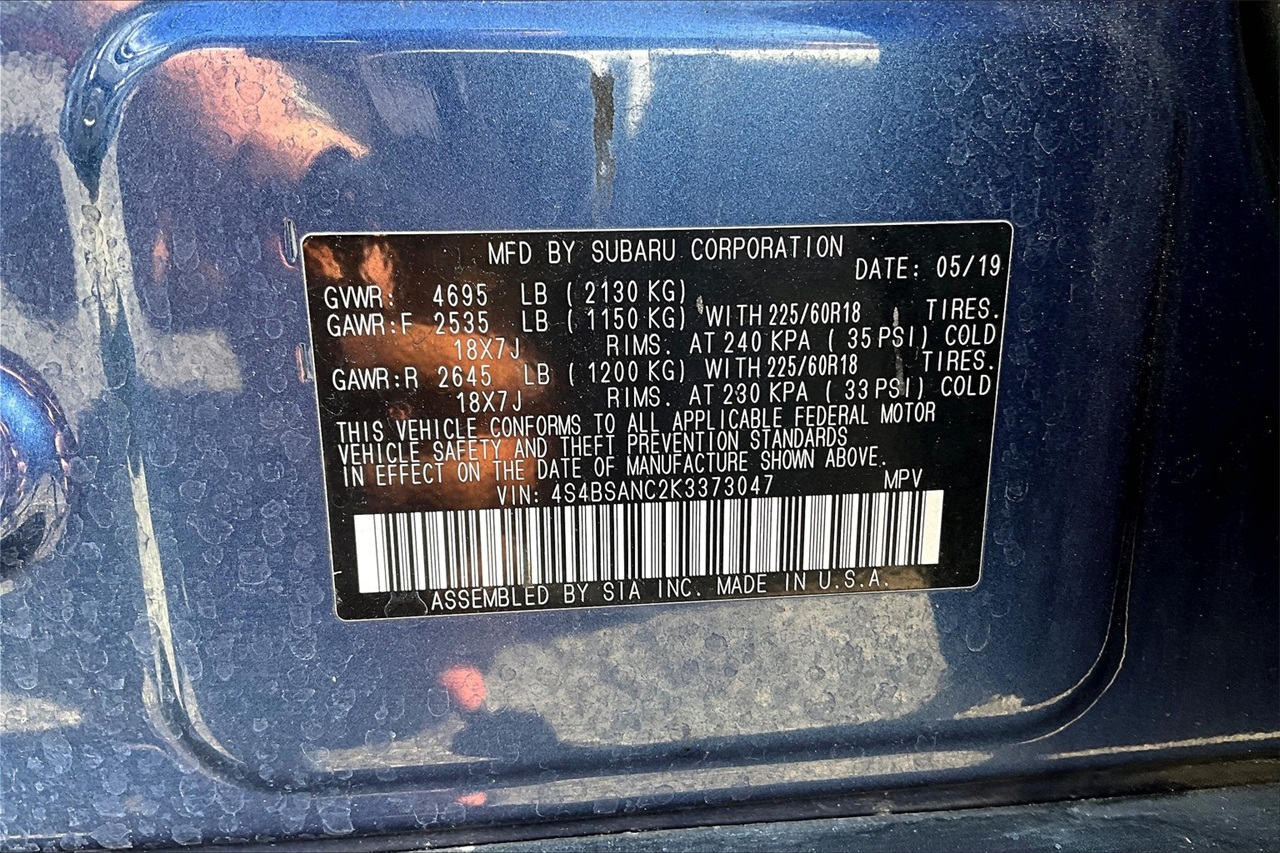 MFD BY SUBARU CORPORATION
DATE: 05/19
GVWR: 4695 LB ( 2130 KG)
GAWR:F 2535 LB ( 1150 KG) WITH 225/60R18 TIRES.
18X7J RIMS. AT 240 KPA ( 35 PSI) COLD
GAWR:R 2645 LB ( 1200 KG) WITH 225/60R18 TIRES.
18X7J RIMS. AT 230 KPA ( 33 PSI) COLD
THIS VEHICLE CONFORMS TO ALL APPLICABLE FEDERAL MOTOR
VEHICLE SAFETY AND THEFT PREVENTION STANDARDS
IN EFFECT ON THE DATE OF MANUFACTURE SHOWN ABOVE.
VIN: 4S4BSANC2K3373047 MPV
ASSEMBLED BY SIA INC. MADE IN U.S.A.